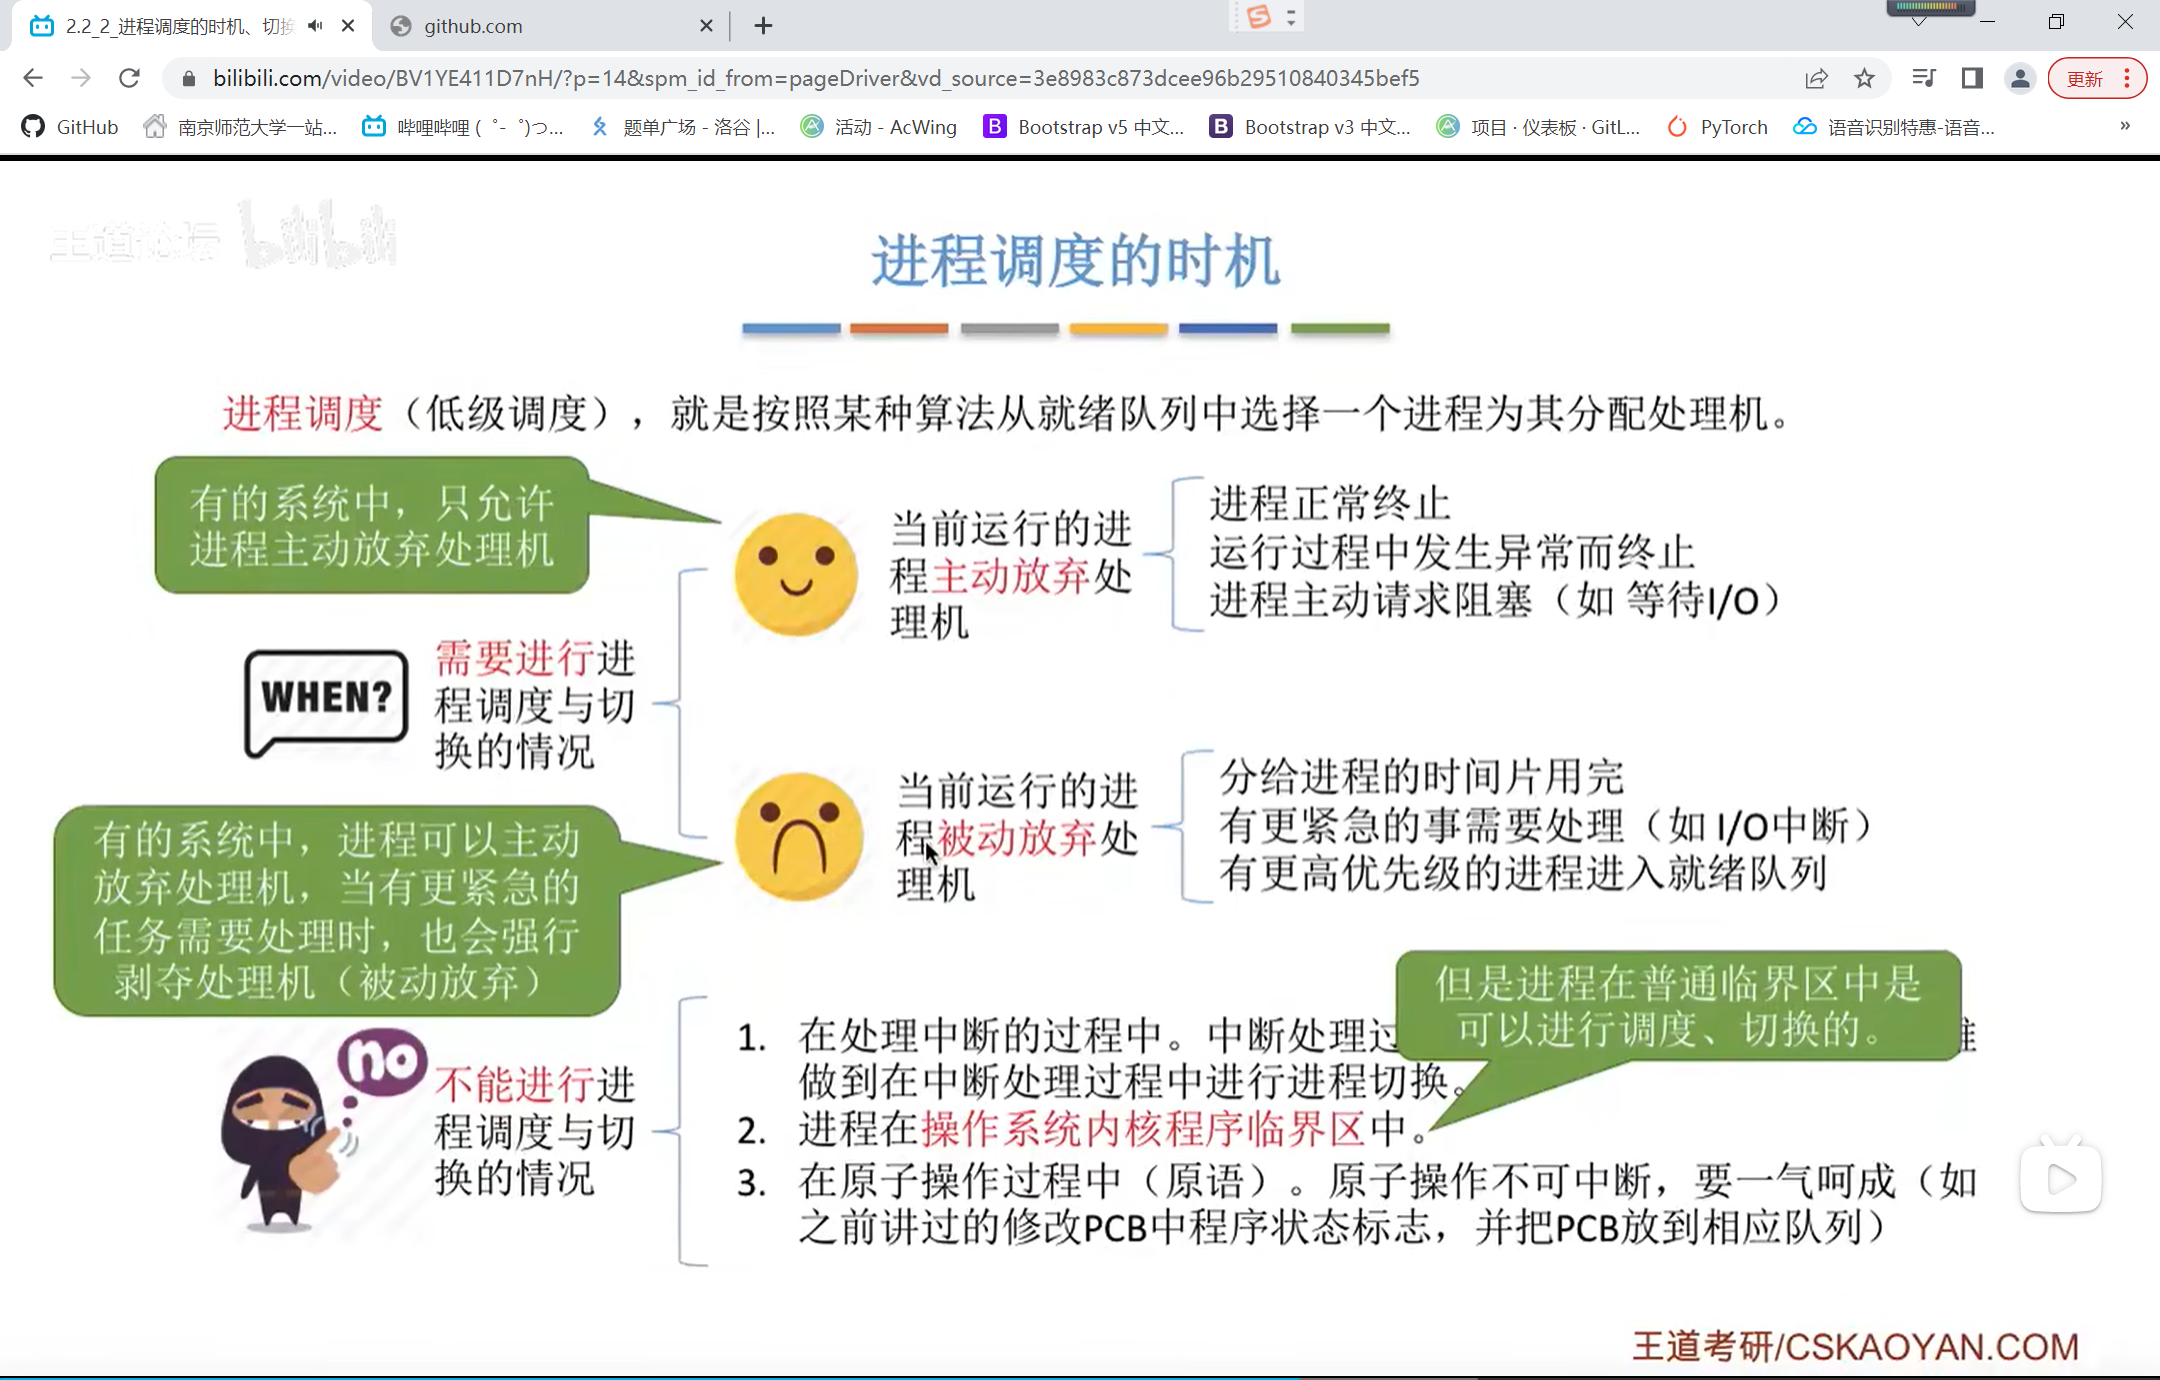 2.2_2_进程调度的时机、切换
github.com
bilibili.com/video/BV1YE411D7nH/?p=14&spm_id_from=pageDriver&vd_source=3e8983c873dcee96b29510840345bef5
更新
GitHub
南京师范大学一站...
哔哩哔哩 (゜-゜)つ...
题单广场 - 洛谷 |...
活动 - AcWing
Bootstrap v5 中文...
Bootstrap v3 中文...
项目 · 仪表板 · GitL...
PyTorch
语音识别特惠-语音...
»
王道论坛 bilibili
进程调度的时机
进程调度（低级调度），就是按照某种算法从就绪队列中选择一个进程为其分配处理机。
有的系统中，只允许
进程主动放弃处理机
当前运行的进
程主动放弃处
理机
进程正常终止
运行过程中发生异常而终止
进程主动请求阻塞（如 等待I/O）
WHEN?
需要进行进
程调度与切
换的情况
当前运行的进
程被动放弃处
理机
分给进程的时间片用完
有更紧急的事需要处理（如 I/O中断）
有更高优先级的进程进入就绪队列
有的系统中，进程可以主动
放弃处理机，当有更紧急的
任务需要处理时，也会强行
剥夺处理机（被动放弃）
但是进程在普通临界区中是
可以进行调度、切换的。
no
不能进行进
程调度与切
换的情况
1. 在处理中断的过程中。中断处理过
做到在中断处理过程中进行进程切换。
2. 进程在操作系统内核程序临界区中。
3. 在原子操作过程中（原语）。原子操作不可中断，要一气呵成（如
之前讲过的修改PCB中程序状态标志，并把PCB放到相应队列）
王道考研/CSKAOYAN.COM